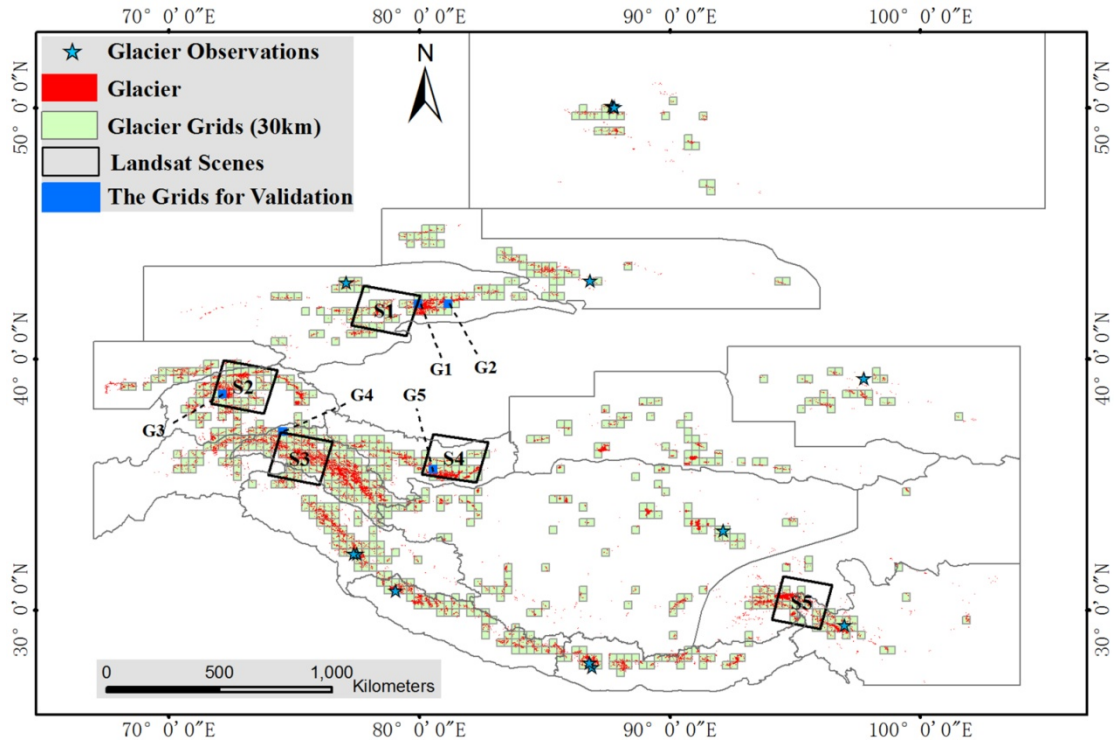 70° 0′ 0″E 80° 0′ 0″E 90° 0′ 0″E 100° 0′ 0″E
Glacier Observations
Glacier
Glacier Grids (30km)
Landsat Scenes
The Grids for Validation
N
50° 0′ 0″N
50° 0′ 0″N
S1
G1
G2
40° 0′ 0″N
40° 0′ 0″N
S2
G3
G4
G5
S3
S4
S5
30° 0′ 0″N
30° 0′ 0″N
0 500 1,000
Kilometers
70° 0′ 0″E 80° 0′ 0″E 90° 0′ 0″E 100° 0′ 0″E